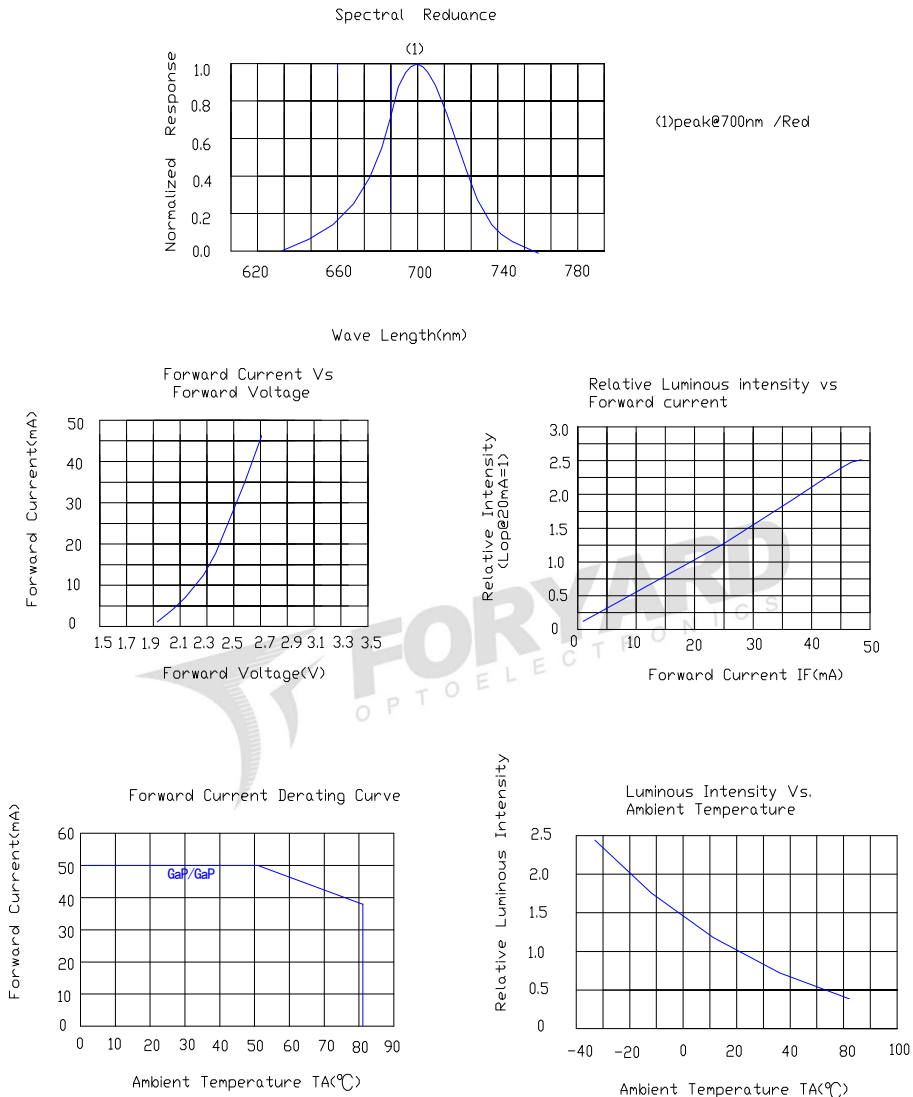 Spectral Reduance
(1)
Normalized Response
1.0
0.8
0.6
0.4
0.2
0.0
620 660 700 740 780
Wave Length(nm)
(1)peak@700nm /Red
Forward Current Vs
Forward Voltage
Forward Current(mA)
50
40
30
20
10
0
1.5 1.7 1.9 2.1 2.3 2.5 2.7 2.9 3.1 3.3 3.5
Forward Voltage(V)
Relative Luminous intensity vs
Forward current
Relative Intensity
(Lop@20mA=1)
3.0
2.5
2.0
1.5
1.0
0.5
0
0 10 20 30 40 50
Forward Current IF(mA)
FORYARD
OPTOELECTRONICS
Forward Current Derating Curve
Forward Current(mA)
60
50
40
30
20
10
0
GaP/GaP
0 10 20 30 40 50 60 70 80 90
Ambient Temperature TA(℃)
Luminous Intensity Vs.
Ambient Temperature
Relative Luminous Intensity
2.5
2.0
1.5
1.0
0.5
0
-40 -20 0 20 40 80 100
Ambient Temperature TA(℃)